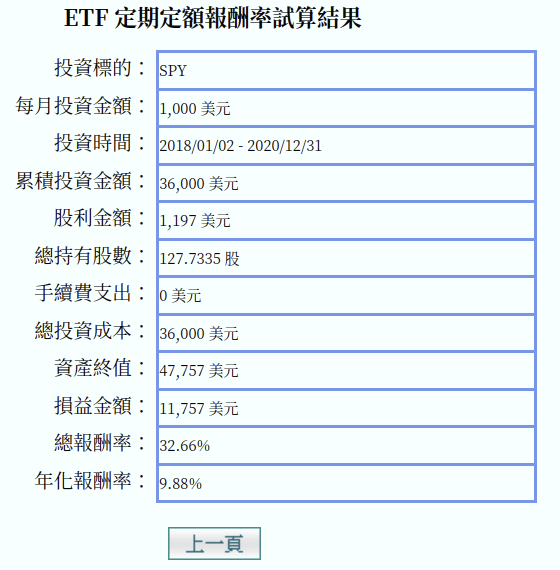 ETF 定期定額報酬率試算結果
投資標的： SPY
每月投資金額： 1,000 美元
投資時間： 2018/01/02 - 2020/12/31
累積投資金額： 36,000 美元
股利金額： 1,197 美元
總持有股數： 127.7335 股
手續費支出： 0 美元
總投資成本： 36,000 美元
資產終值： 47,757 美元
損益金額： 11,757 美元
總報酬率： 32.66%
年化報酬率： 9.88%
上一頁